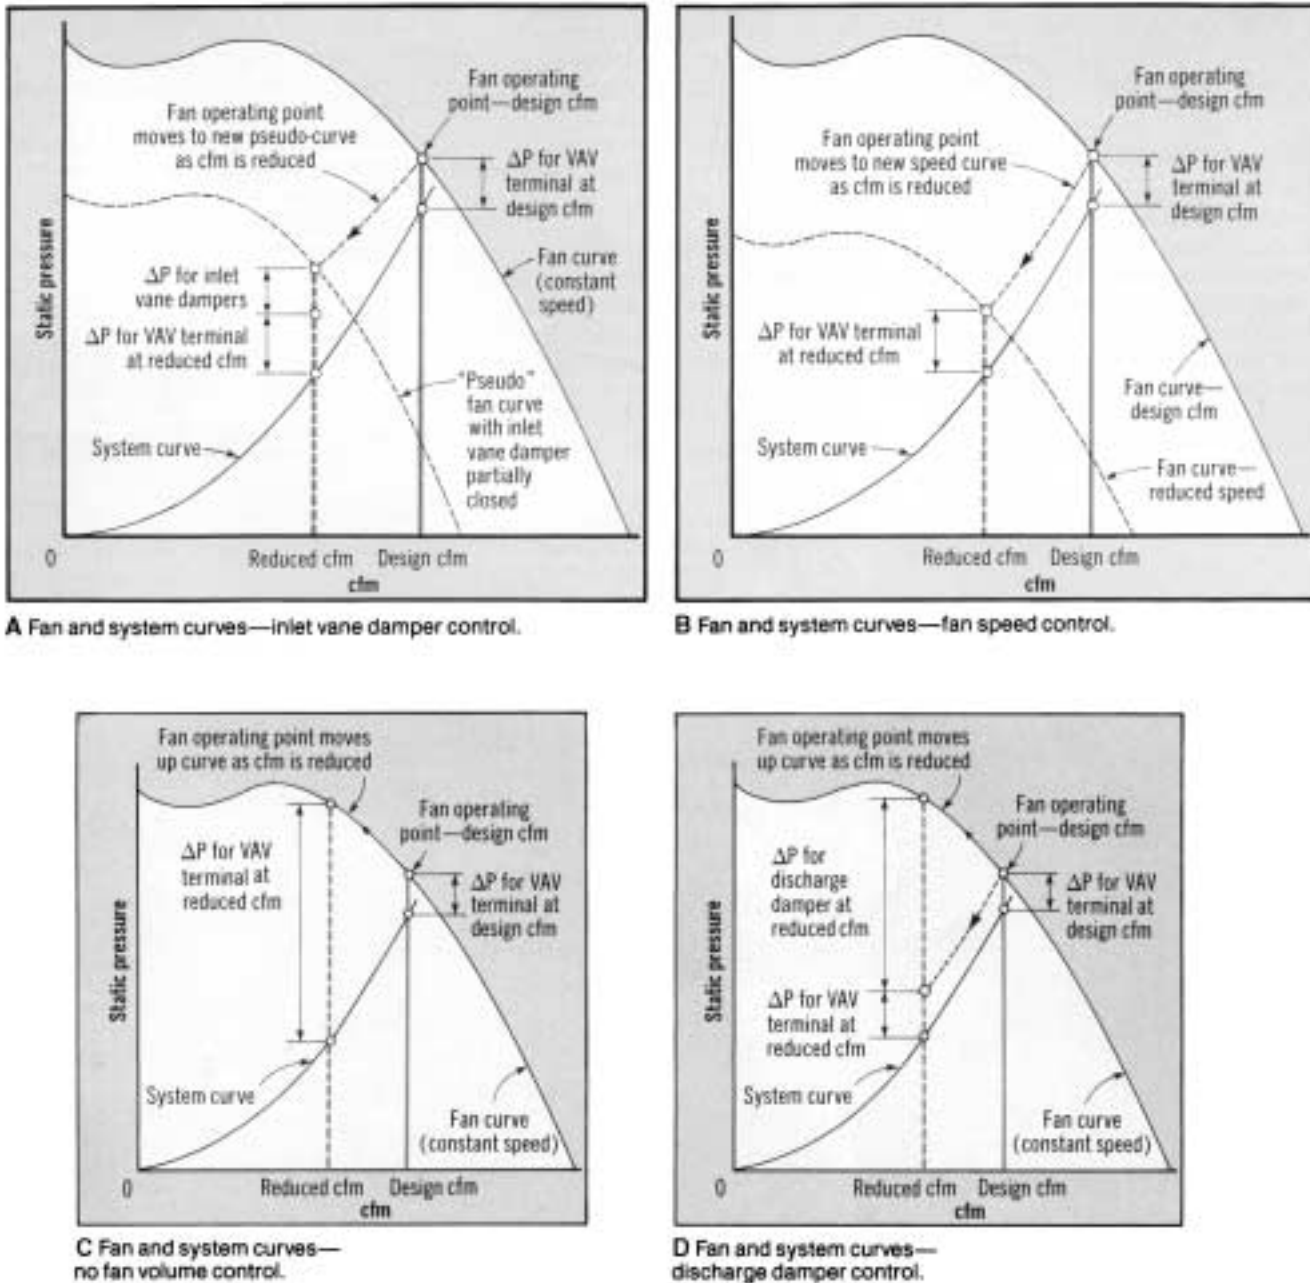 Fan operating
point—design cfm
Fan operating point
moves to new pseudo-curve
as cfm is reduced
ΔP for VAV
terminal at
design cfm
Fan curve
(constant
speed)
ΔP for inlet
vane dampers
ΔP for VAV terminal
at reduced cfm
"Pseudo"
fan curve
with inlet
vane damper
partially
closed
System curve
Static pressure
0
Reduced cfm
Design cfm
cfm
A Fan and system curves—inlet vane damper control.
Fan operating
point—design cfm
Fan operating point
moves to new speed curve
as cfm is reduced
ΔP for VAV
terminal at
design cfm
ΔP for VAV terminal
at reduced cfm
Fan curve—
design cfm
System curve
Fan curve—
reduced speed
Static pressure
0
Reduced cfm
Design cfm
cfm
B Fan and system curves—fan speed control.
Fan operating point moves
up curve as cfm is reduced
Fan operating
point—design cfm
ΔP for VAV
terminal at
reduced cfm
ΔP for VAV
terminal at
design cfm
System curve
Fan curve
(constant speed)
Static pressure
0
Reduced cfm
Design cfm
cfm
C Fan and system curves—
no fan volume control.
Fan operating point moves
up curve as cfm is reduced
Fan operating
point—design cfm
ΔP for
discharge
damper at
reduced cfm
ΔP for VAV
terminal at
design cfm
ΔP for VAV
terminal at
reduced cfm
System curve
Fan curve
(constant speed)
Static pressure
0
Reduced cfm
Design cfm
cfm
D Fan and system curves—
discharge damper control.